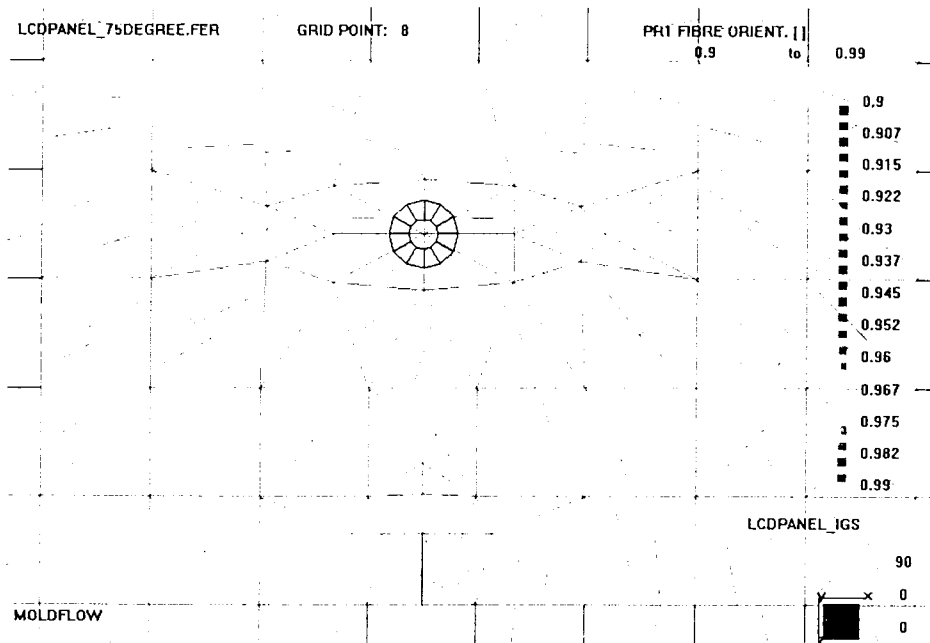 LCDPANEL_75DEGREE.FER
GRID POINT: 8
PR1 FIBRE ORIENT. [ ]
0.9 to 0.99
0.9
0.907
0.915
0.922
0.93
0.937
0.945
0.952
0.96
0.967
0.975
0.982
0.99
LCDPANEL_IGS
90
Y X 0
0
MOLDFLOW